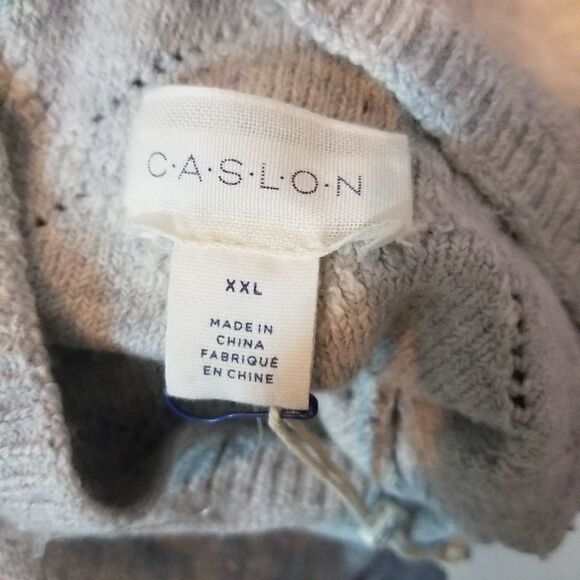 C·A·S·L·O·N
XXL
MADE IN
CHINA
FABRIQUÉ
EN CHINE